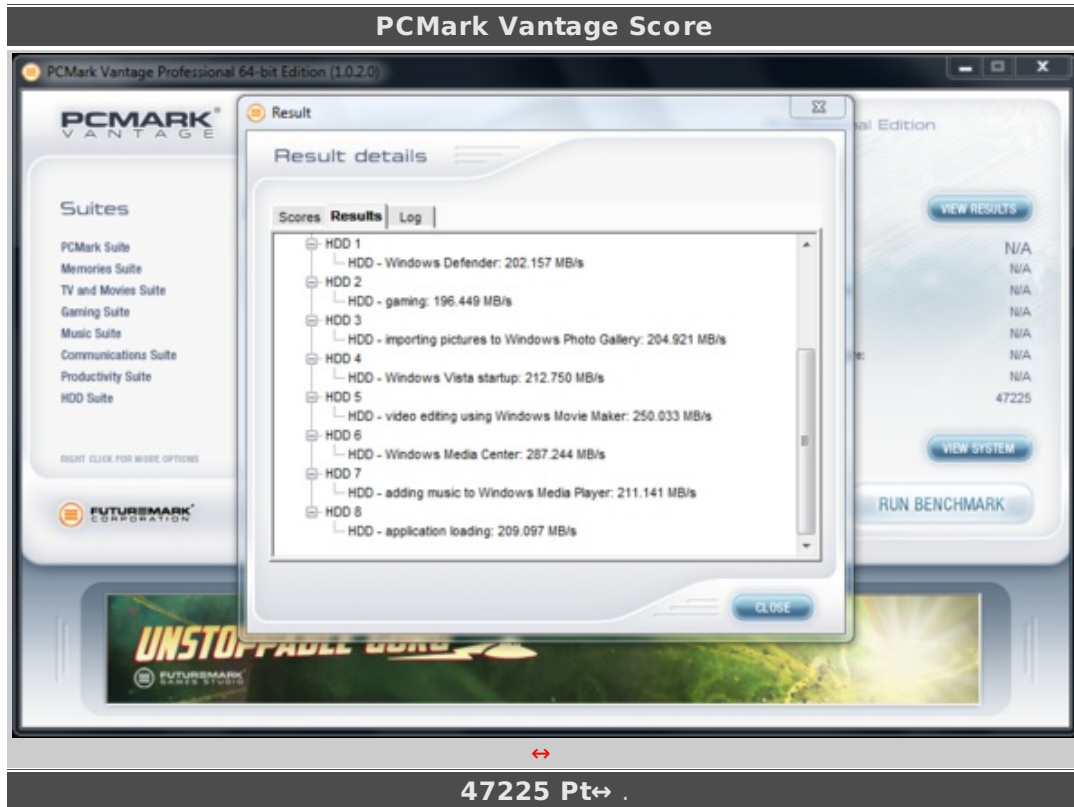 PCMark Vantage Score
PCMark Vantage Professional 64-bit Edition (1.0.2.0)
PCMARK®
VANTAGE
Result
Result details
Scores Results Log
HDD 1
HDD - Windows Defender: 202.157 MB/s
HDD 2
HDD - gaming: 196.449 MB/s
HDD 3
HDD - importing pictures to Windows Photo Gallery: 204.921 MB/s
HDD 4
HDD - Windows Vista startup: 212.750 MB/s
HDD 5
HDD - video editing using Windows Movie Maker: 250.033 MB/s
HDD 6
HDD - Windows Media Center: 287.244 MB/s
HDD 7
HDD - adding music to Windows Media Player: 211.141 MB/s
HDD 8
HDD - application loading: 209.097 MB/s
CLOSE
Suites
PCMark Suite
Memories Suite
TV and Movies Suite
Gaming Suite
Music Suite
Communications Suite
Productivity Suite
HDD Suite
RIGHT CLICK FOR MORE OPTIONS
FUTUREMARK
CORPORATION
Edition
VIEW RESULTS
N/A
N/A
N/A
N/A
N/A
N/A
N/A
47225
VIEW SYSTEM
RUN BENCHMARK
UNSTOPPABLE
FUTUREMARK
GAMES STUDIO
↔
47225 Pt↔ .